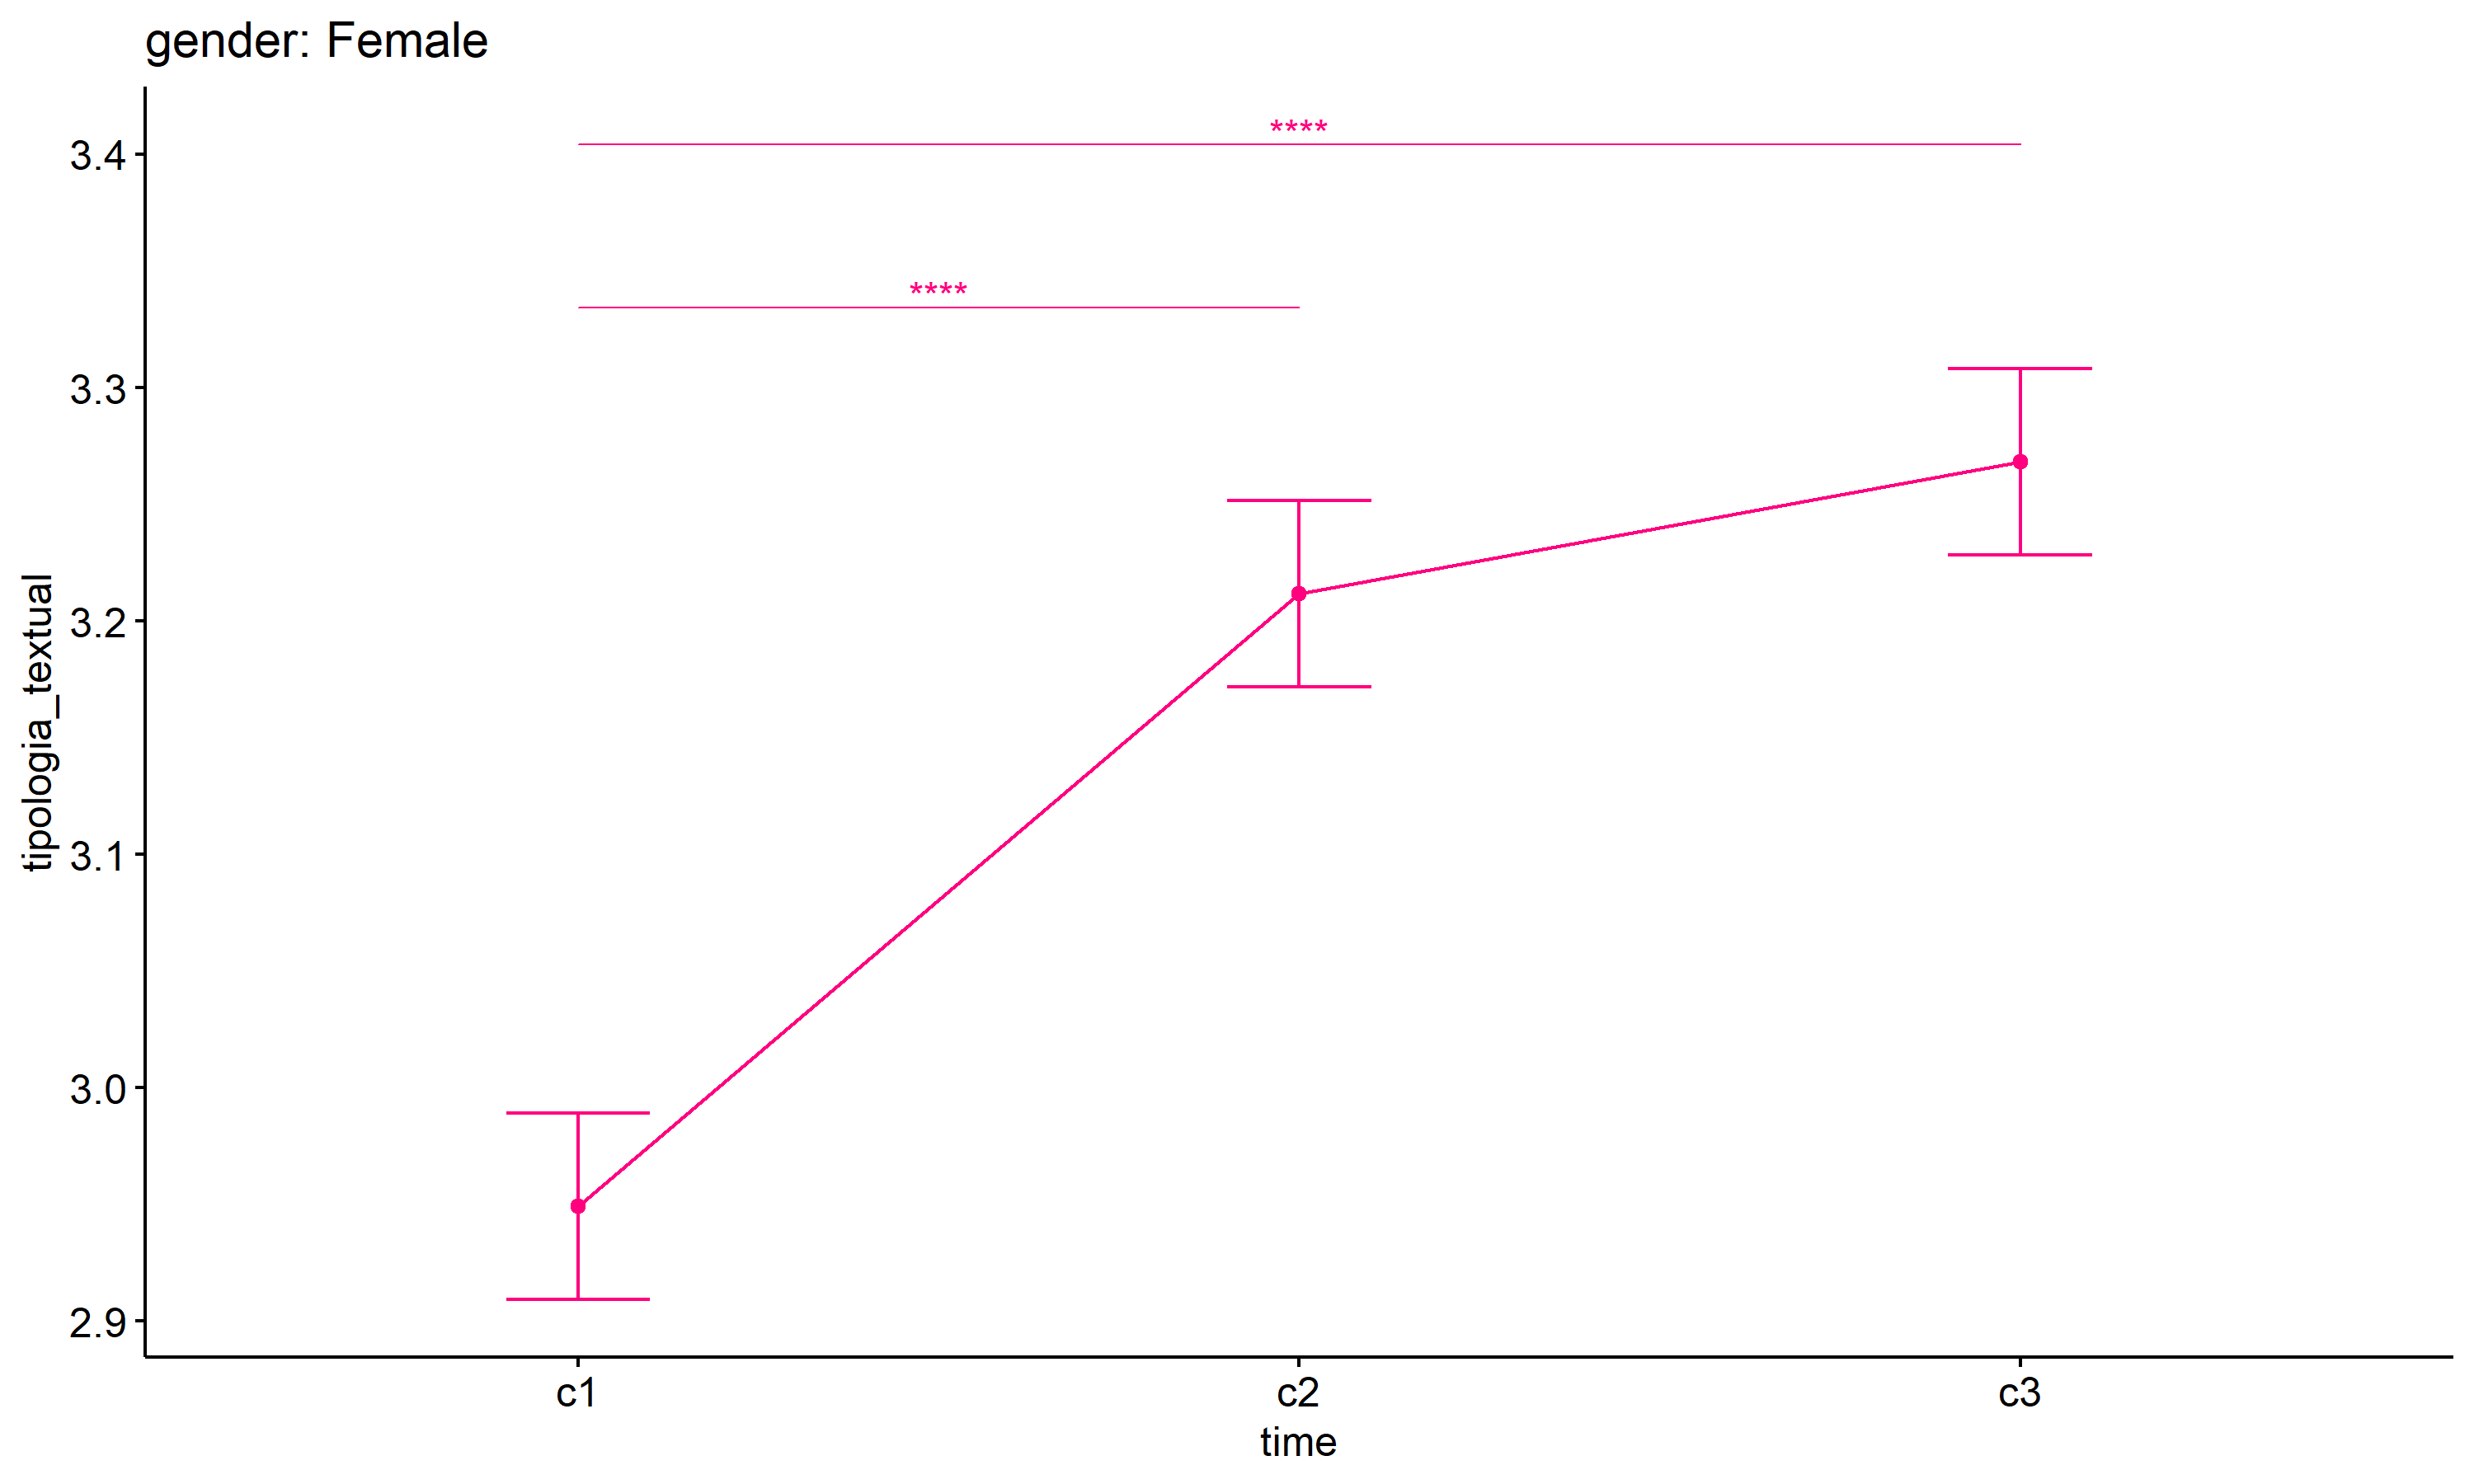 gender: Female
****
****
3.4
3.3
3.2
3.1
3.0
2.9
tipologia_textual
c1
c2
c3
time